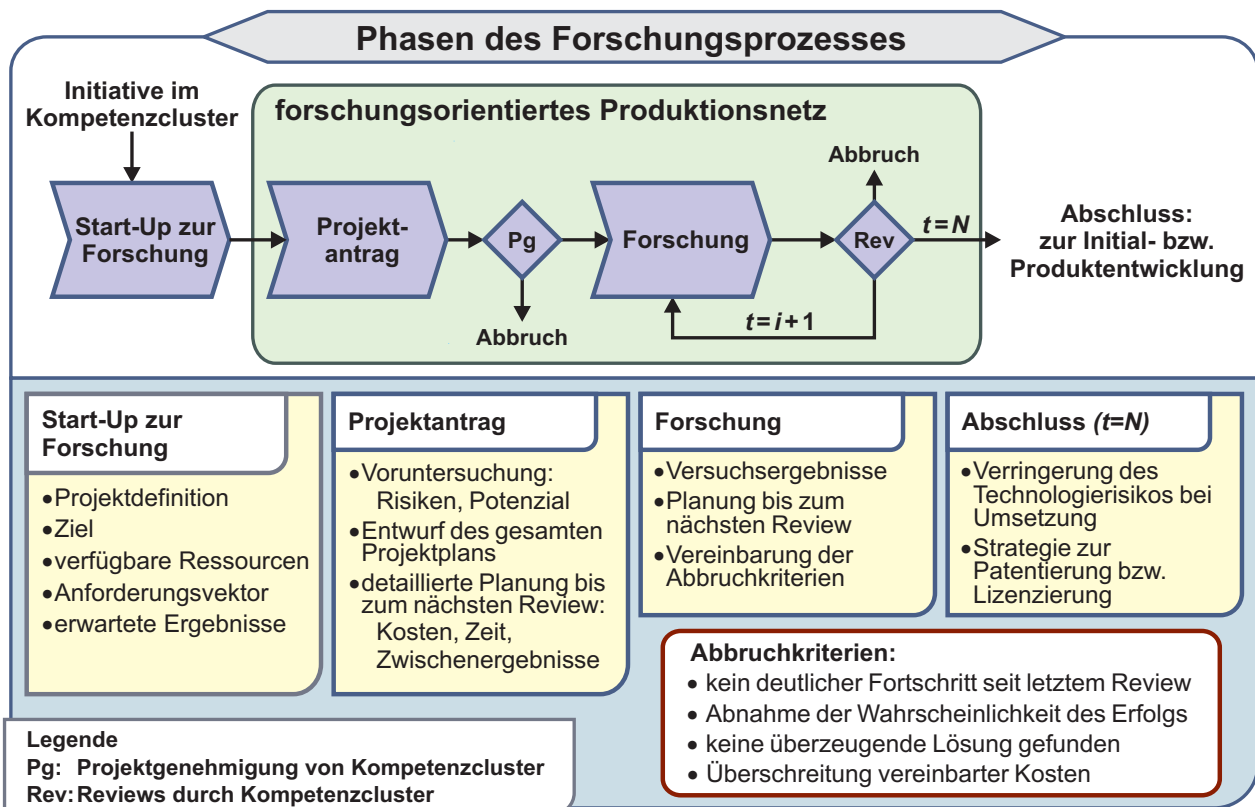 Phasen des Forschungsprozesses
Initiative im
Kompetenzcluster
forschungsorientiertes Produktionsnetz
Start-Up zur
Forschung
Projekt-
antrag
Pg
Abbruch
Forschung
Abbruch
Rev
t=N
t=i+1
Abschluss:
zur Initial- bzw.
Produktentwicklung
Start-Up zur
Forschung
•Projektdefinition
•Ziel
•verfügbare Ressourcen
•Anforderungsvektor
•erwartete Ergebnisse
Projektantrag
•Voruntersuchung:
Risiken, Potenzial
•Entwurf des gesamten
Projektplans
•detaillierte Planung bis
zum nächsten Review:
Kosten, Zeit,
Zwischenergebnisse
Forschung
•Versuchsergebnisse
•Planung bis zum
nächsten Review
•Vereinbarung der
Abbruchkriterien
Abschluss (t=N)
•Verringerung des
Technologierisikos bei
Umsetzung
•Strategie zur
Patentierung bzw.
Lizenzierung
Abbruchkriterien:
• kein deutlicher Fortschritt seit letztem Review
• Abnahme der Wahrscheinlichkeit des Erfolgs
• keine überzeugende Lösung gefunden
• Überschreitung vereinbarter Kosten
Legende
Pg: Projektgenehmigung von Kompetenzcluster
Rev: Reviews durch Kompetenzcluster